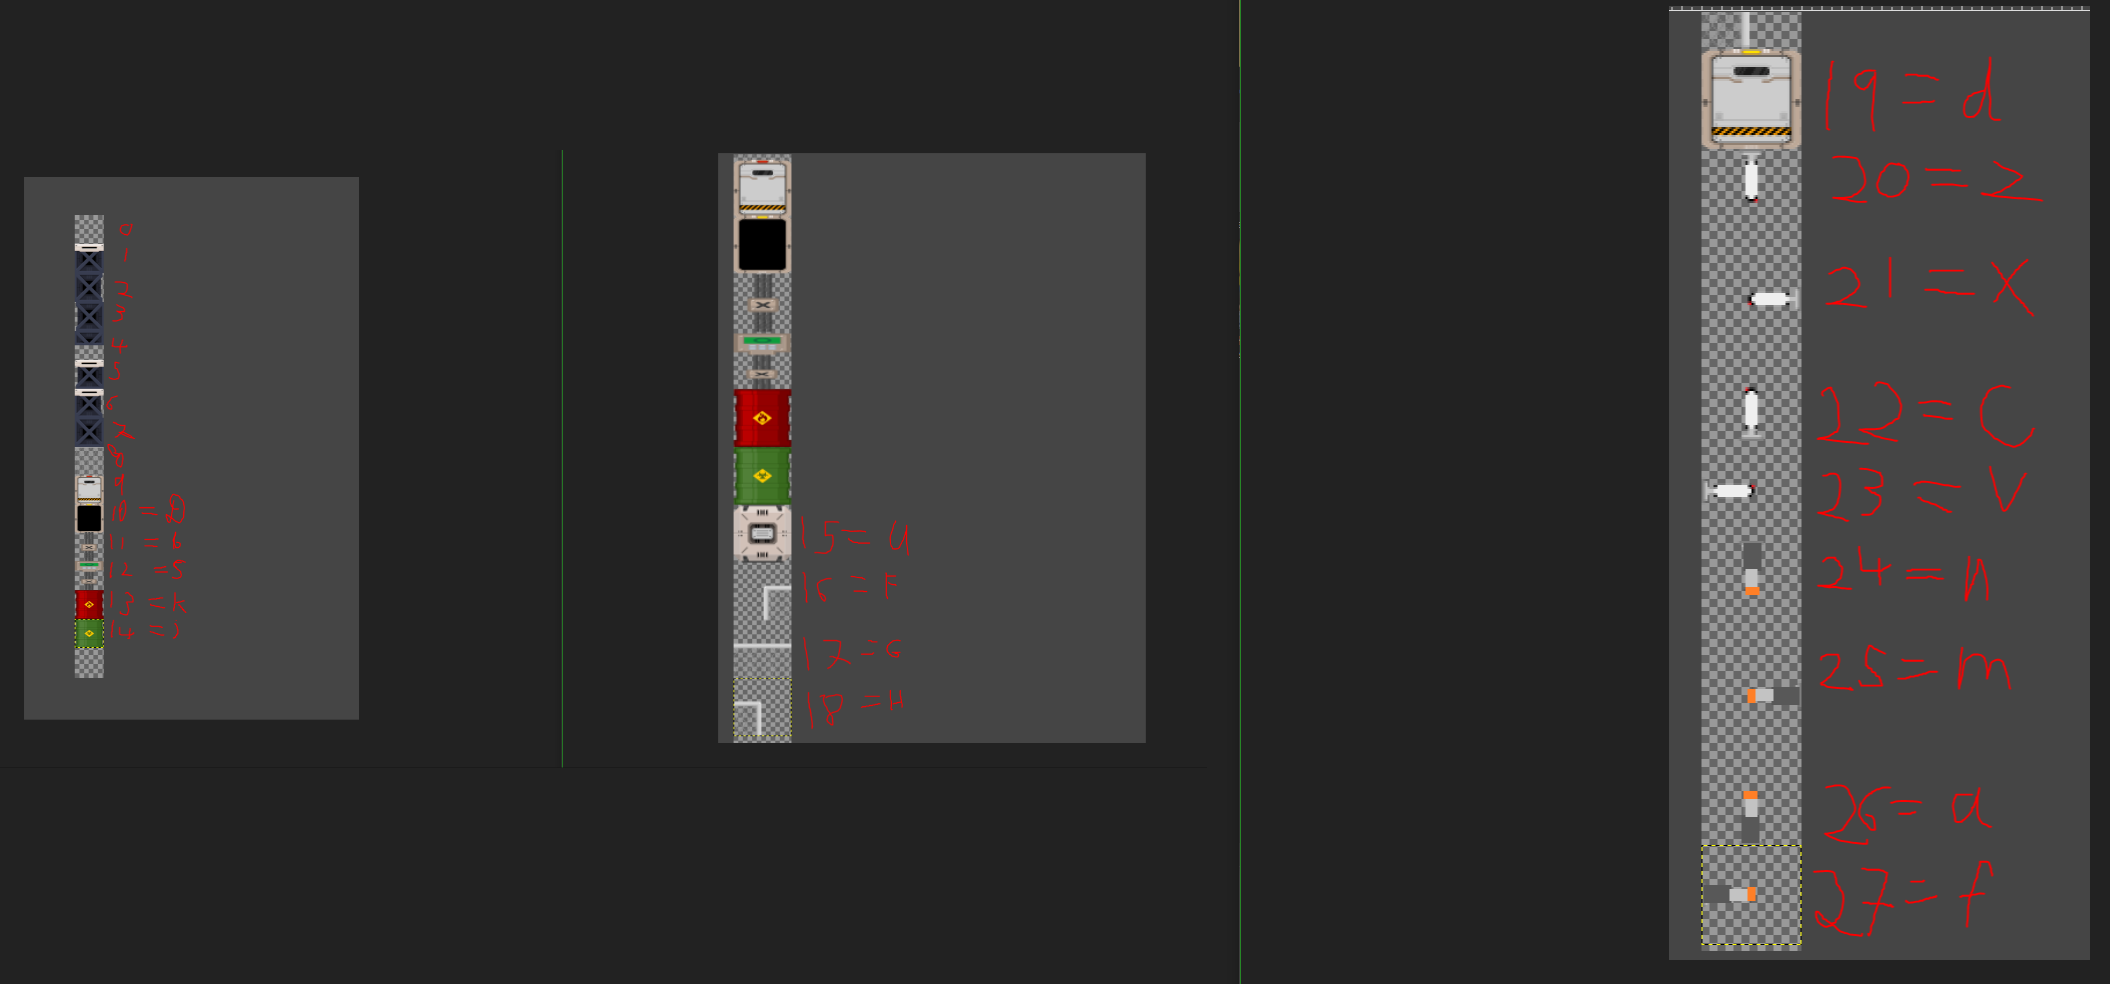 0
1
2
3
4
5
6
7
8
9
10 = D
11 = 6
12 = S
13 = K
14 =
15 = U
16 = F
17 = G
18 = H
19 = d
20 = z
21 = X
22 = C
23 = V
24 = n
25 = m
26 = a
27 = f